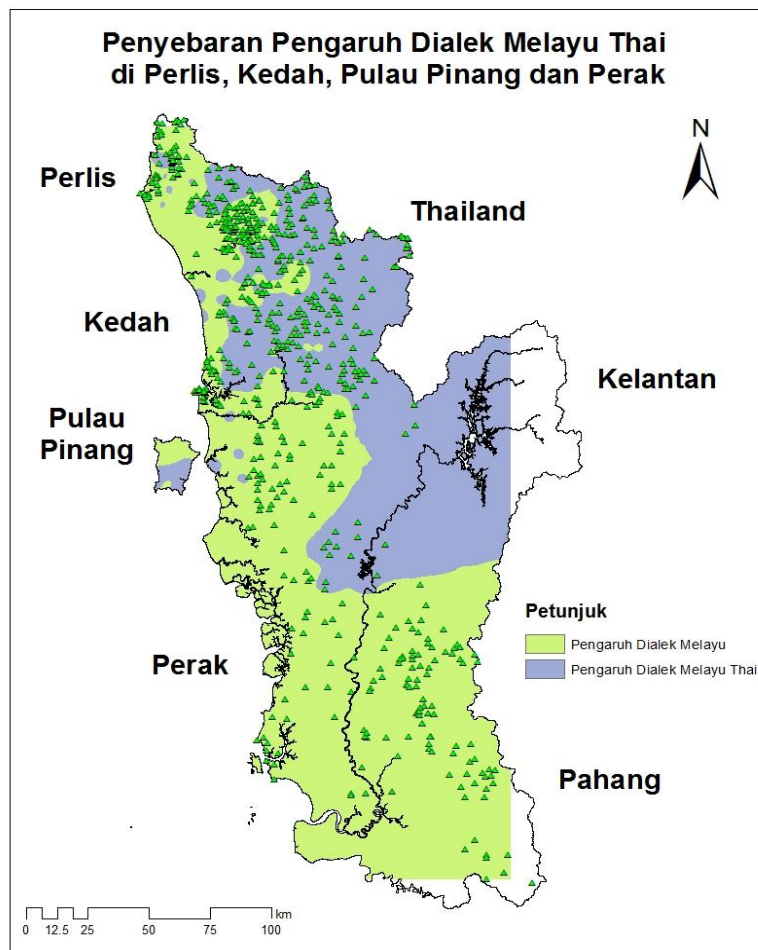 Penyebaran Pengaruh Dialek Melayu Thai
di Perlis, Kedah, Pulau Pinang dan Perak
N
Perlis
Thailand
Kedah
Kelantan
Pulau
Pinang
Petunjuk
Pengaruh Dialek Melayu
Pengaruh Dialek Melayu Thai
Perak
Pahang
km
0 12.5 25 50 75 100